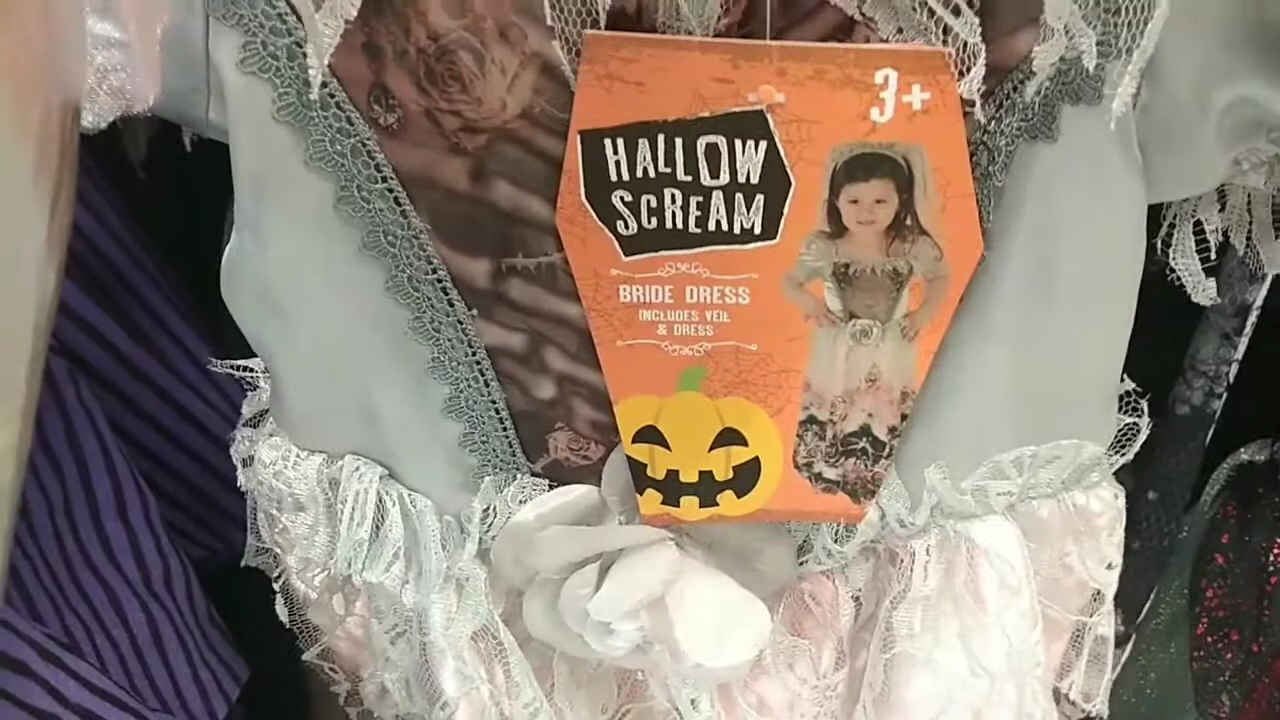 3+
HALLOW
SCREAM
BRIDE DRESS
INCLUDES VEIL
& DRESS